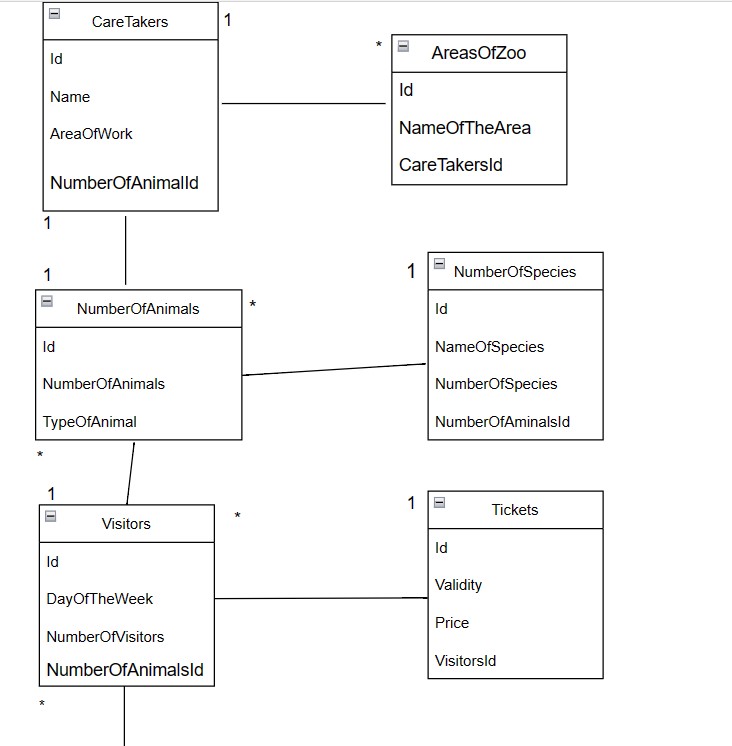 CareTakers
1
Id
Name
AreaOfWork
NumberOfAnimalId
1
*
AreasOfZoo
Id
NameOfTheArea
CareTakersId
1
NumberOfAnimals
*
Id
NumberOfAnimals
TypeOfAnimal
*
1
NumberOfSpecies
Id
NameOfSpecies
NumberOfSpecies
NumberOfAminalsId
1
Visitors
*
Id
DayOfTheWeek
NumberOfVisitors
NumberOfAnimalsId
*
1
Tickets
Id
Validity
Price
VisitorsId